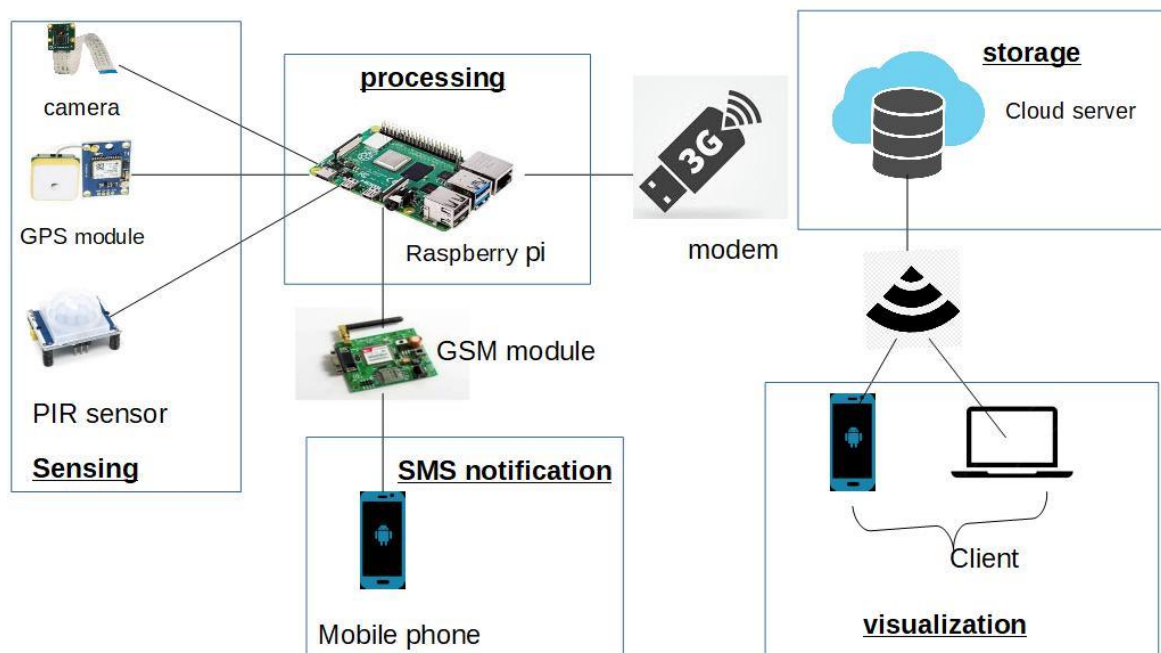 camera
GPS module
PIR sensor
Sensing
processing
Raspberry pi
GSM module
SMS notification
Mobile phone
3G
modem
storage
Cloud server
Client
visualization